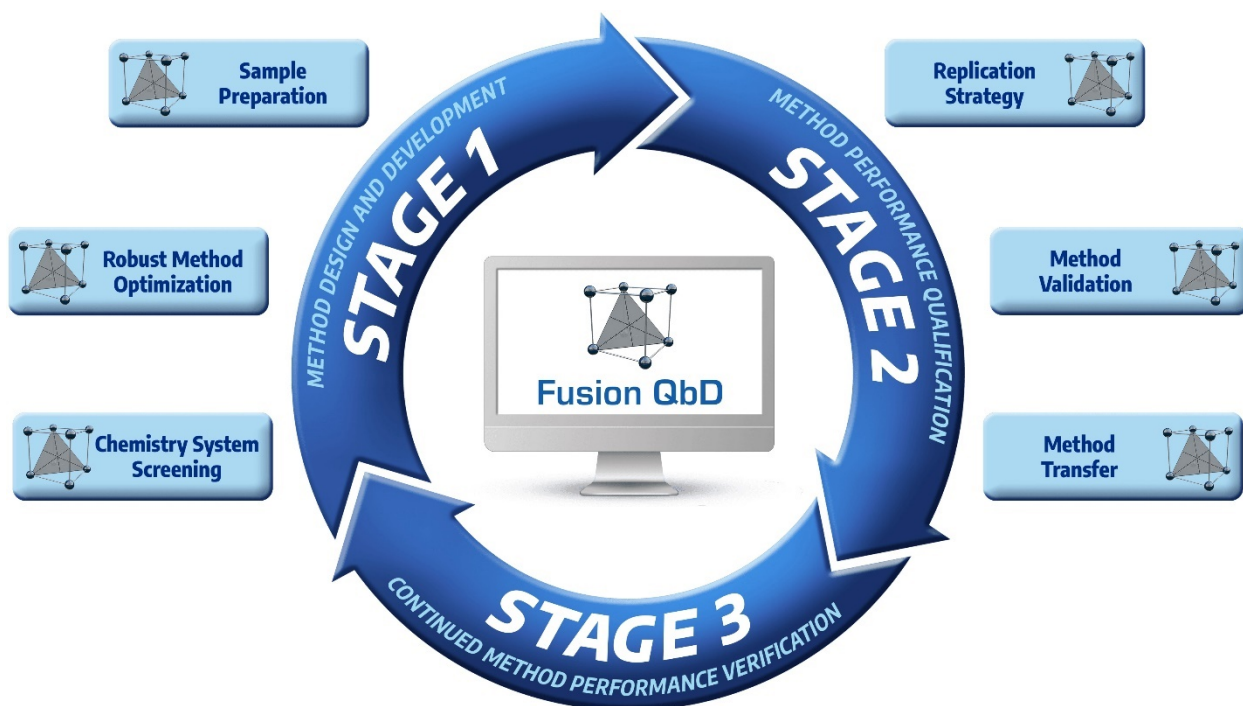 Sample
Preparation
Robust Method
Optimization
Chemistry System
Screening
METHOD DESIGN AND DEVELOPMENT
STAGE 1
Fusion QbD
STAGE 2
METHOD PERFORMANCE QUALIFICATION
STAGE 3
CONTINUED METHOD PERFORMANCE VERIFICATION
Replication
Strategy
Method
Validation
Method
Transfer